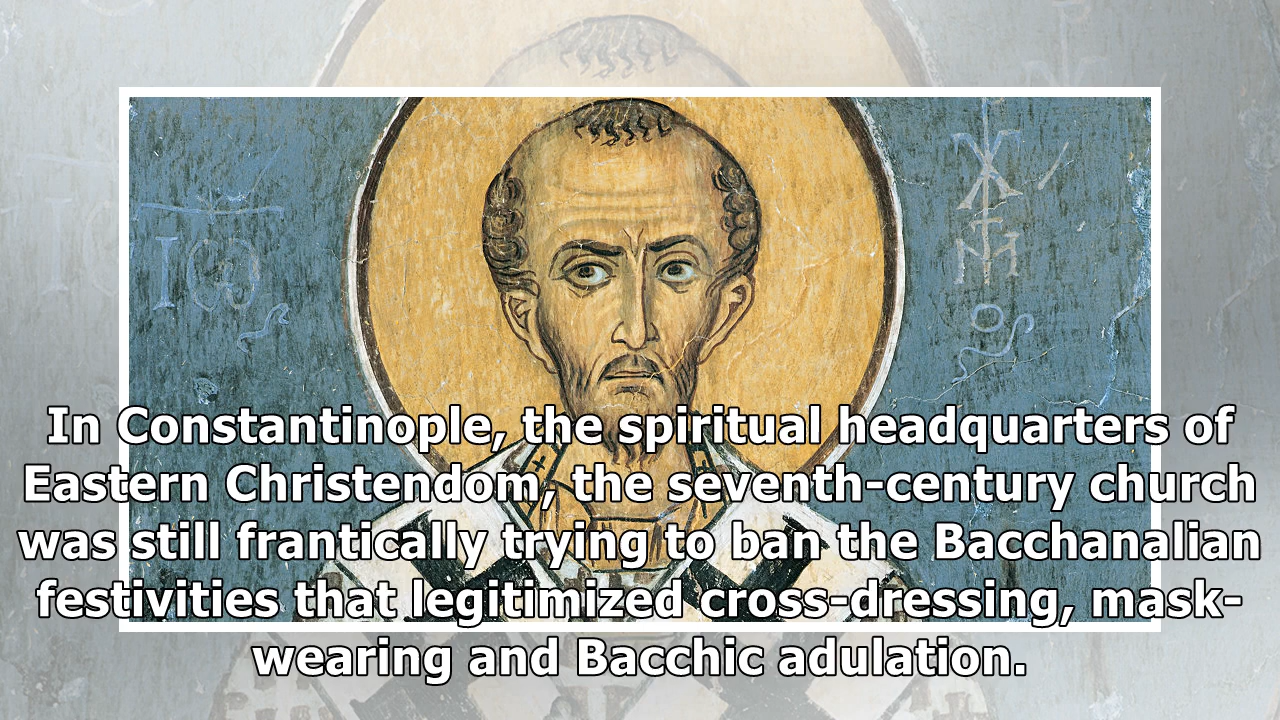 ΙΩ
In Constantinople, the spiritual headquarters of
Eastern Christendom, the seventh-century church
was still frantically trying to ban the Bacchanalian
festivities that legitimized cross-dressing, mask-
wearing and Bacchic adulation.